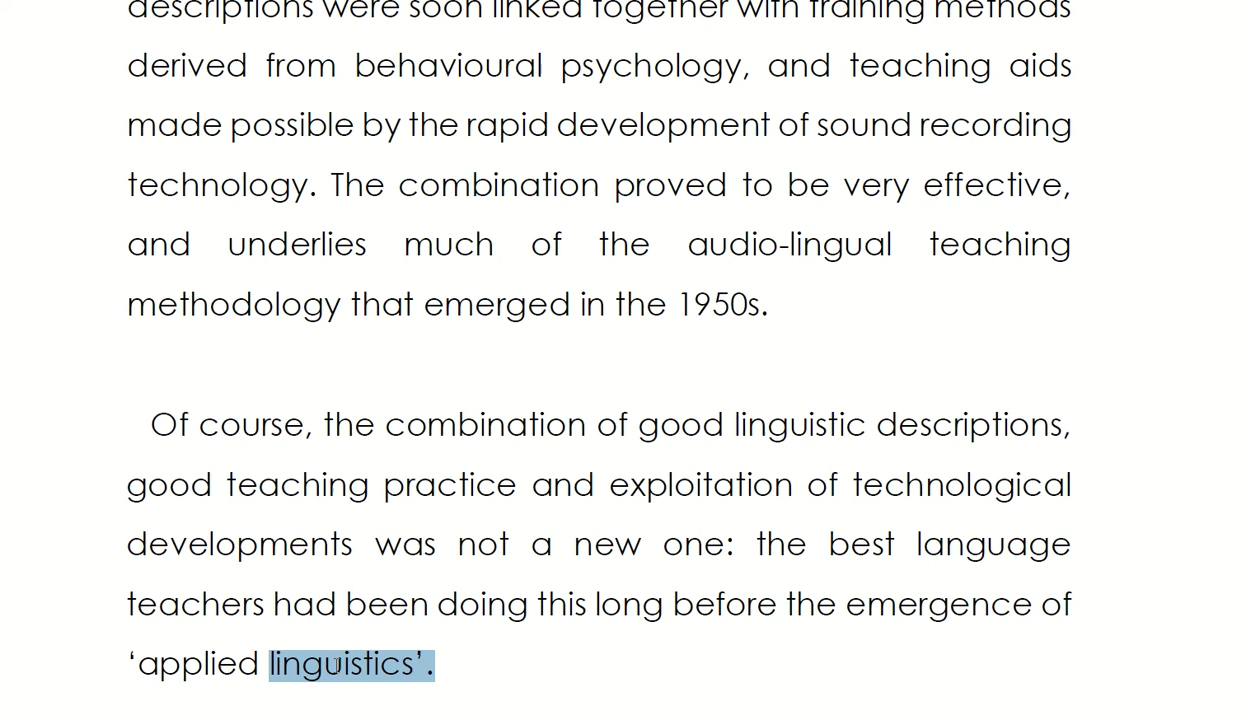 descriptions were soon linked together with training methods
derived from behavioural psychology, and teaching aids
made possible by the rapid development of sound recording
technology. The combination proved to be very effective,
and underlies much of the audio-lingual teaching
methodology that emerged in the 1950s.
Of course, the combination of good linguistic descriptions,
good teaching practice and exploitation of technological
developments was not a new one: the best language
teachers had been doing this long before the emergence of
‘applied linguistics’.